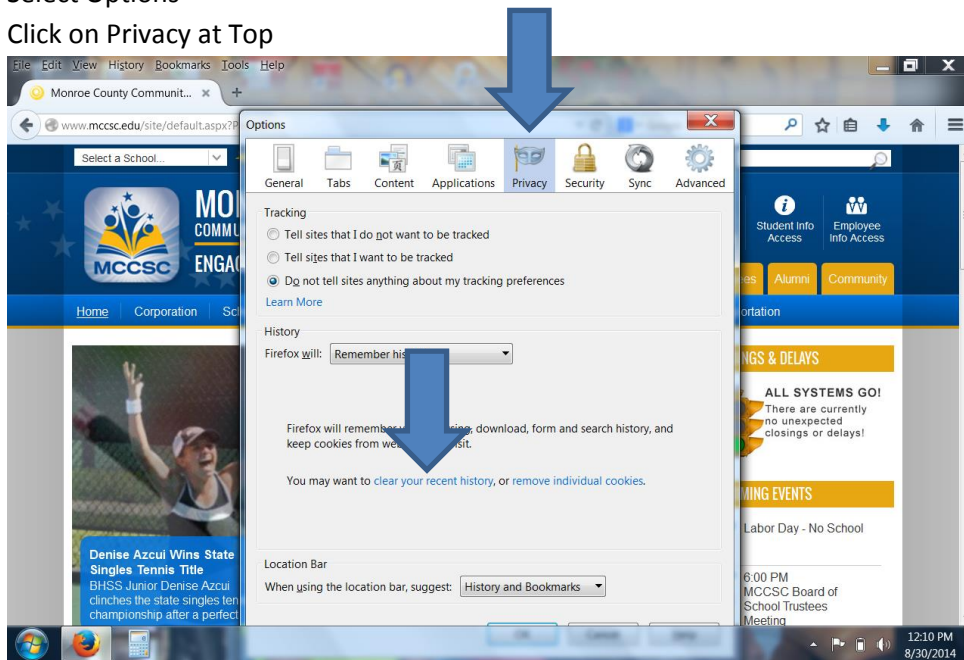 Select Options
Click on Privacy at Top
File Edit View History Bookmarks Tools Help
Monroe County Communit...
www.mccsc.edu/site/default.aspx?P
Options
Select a School...
General Tabs Content Applications Privacy Security Sync Advanced
MCCSC
MO
COMMU
ENGA
Student Info Access
Employee Info Access
Alumni Community
Home Corporation Sc
ortation
Tracking
Tell sites that I do not want to be tracked
Tell sites that I want to be tracked
Do not tell sites anything about my tracking preferences
Learn More
History
Firefox will: Remember his
Firefox will reme sing, download, form and search history, and
keep cookies from we sit.
You may want to clear your recent history, or remove individual cookies.
Location Bar
When using the location bar, suggest: History and Bookmarks
NGS & DELAYS
ALL SYSTEMS GO!
There are currently
no unexpected
closings or delays!
MING EVENTS
Labor Day - No School
6:00 PM
MCCSC Board of
School Trustees
Meeting
Denise Azcui Wins State
Singles Tennis Title
BHSS Junior Denise Azcui
clinches the state singles ten
championship after a perfect
12:10 PM
8/30/2014